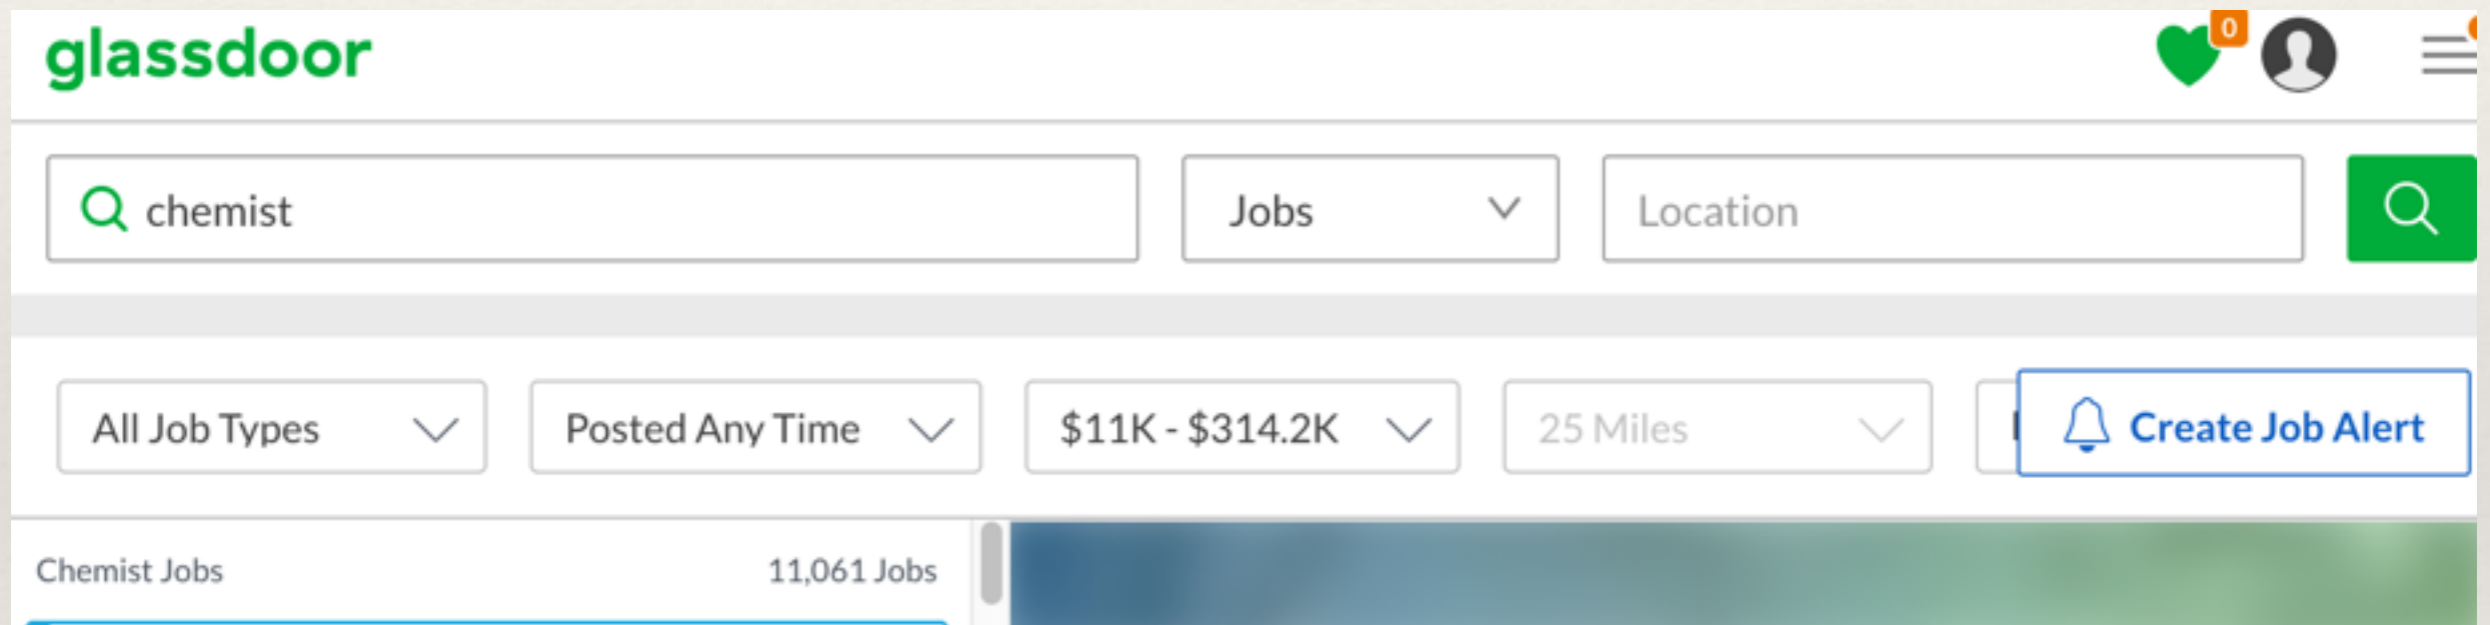 glassdoor 0
chemist Jobs Location
All Job Types Posted Any Time $11K - $314.2K 25 Miles Create Job Alert
Chemist Jobs 11,061 Jobs